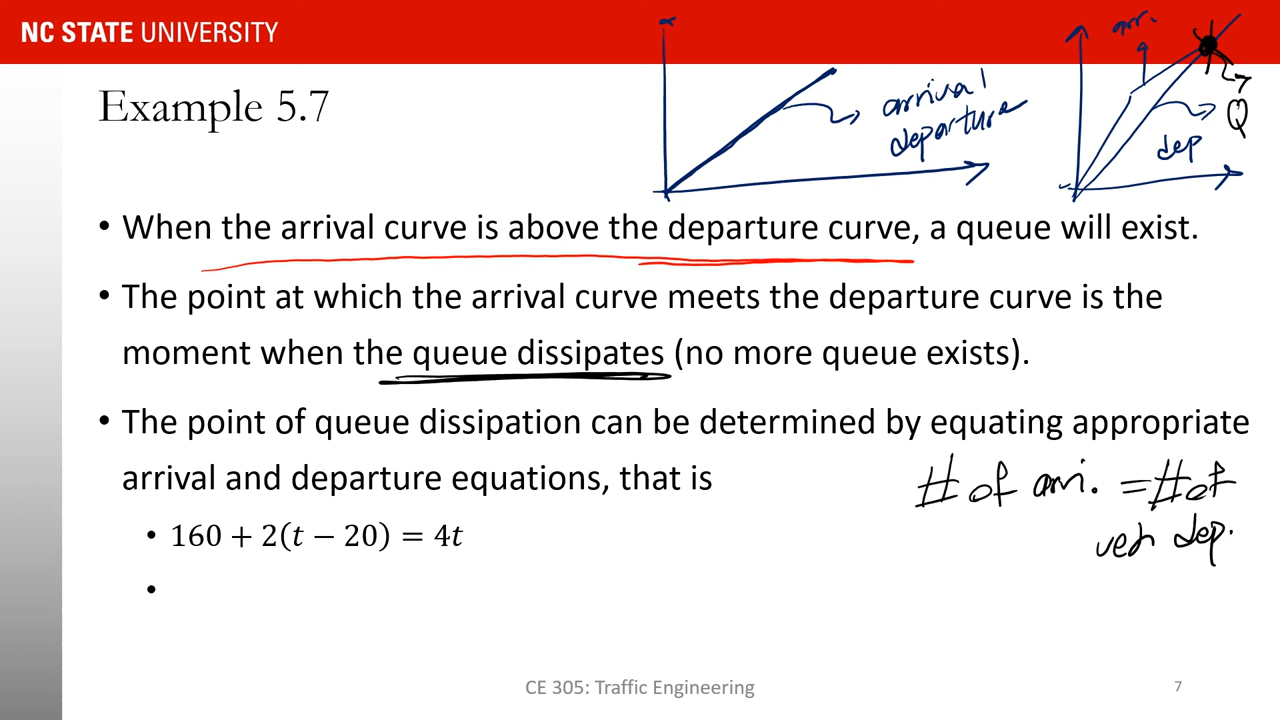 NC STATE UNIVERSITY
Example 5.7
arrival
departure
arr.
Q
dep
• When the arrival curve is above the departure curve, a queue will exist.
• The point at which the arrival curve meets the departure curve is the
moment when the queue dissipates (no more queue exists).
• The point of queue dissipation can be determined by equating appropriate
arrival and departure equations, that is
# of arri. = # of
veh dep.
• 160 + 2(t − 20) = 4t
•
CE 305: Traffic Engineering
7